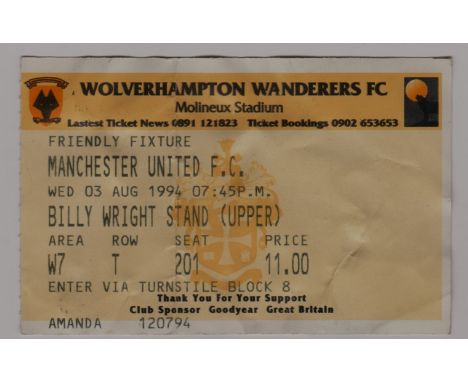 WOLVERHAMPTON WANDERERS FC
Molineux Stadium
Lastest Ticket News 0891 121823 Ticket Bookings 0902 653653
FRIENDLY FIXTURE
MANCHESTER UNITED F.C.
WED 03 AUG 1994 07:45P.M.
BILLY WRIGHT STAND (UPPER)
AREA ROW SEAT PRICE
W7 T 201 11.00
ENTER VIA TURNSTILE BLOCK 8
Thank You For Your Support
Club Sponsor Goodyear Great Britain
AMANDA 120794